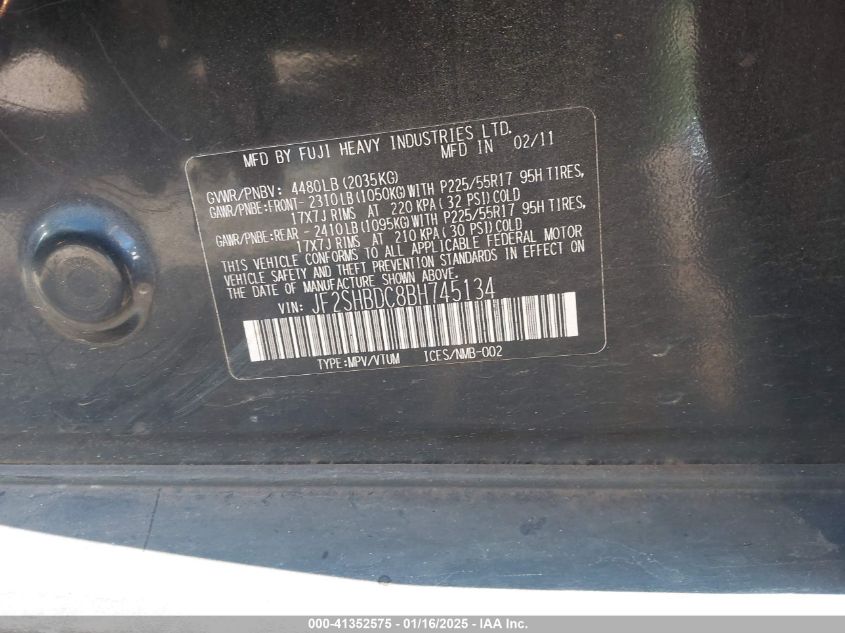 MFD BY FUJI HEAVY INDUSTRIES LTD.
MFD IN 02/11
GVWR/PNBV: 4480LB(2035KG)
GAWR/PNBE:FRONT- 2310LB(1050KG)WITH P225/55R17 95H TIRES,
17X7J RIMS AT 220 KPA( 32 PSI)COLD
GAWR/PNBE:REAR - 2410LB(1095KG)WITH P225/55R17 95H TIRES,
17X7J RIMS AT 210 KPA( 30 PSI)COLD
THIS VEHICLE CONFORMS TO ALL APPLICABLE FEDERAL MOTOR
VEHICLE SAFETY AND THEFT PREVENTION STANDARDS IN EFFECT ON
THE DATE OF MANUFACTURE SHOWN ABOVE.
VIN: JF2SHBDC8BH745134
TYPE:MPV/VTUM ICES/NMB-002
000-41352575 — 01/16/2025 — IAA Inc.